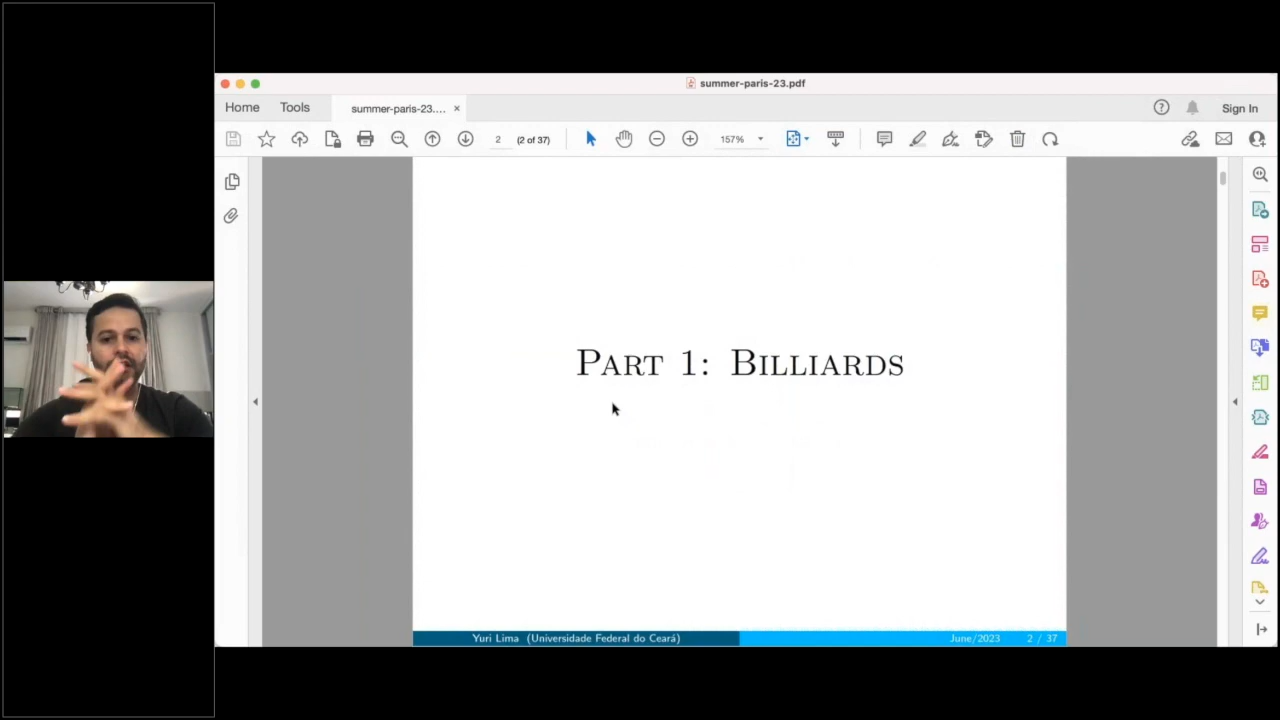 summer-paris-23.pdf
Home Tools summer-paris-23.... × Sign In
2 (2 of 37) 157%
PART 1: BILLIARDS
Yuri Lima (Universidade Federal do Ceará) June/2023 2 / 37